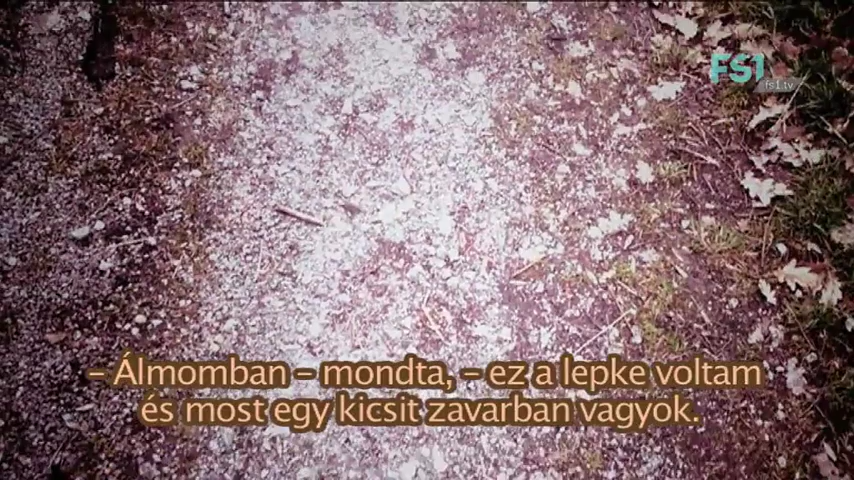 FS1
fs1.tv
– Álmomban – mondta, – ez a lepke voltam
és most egy kicsit zavarban vagyok.